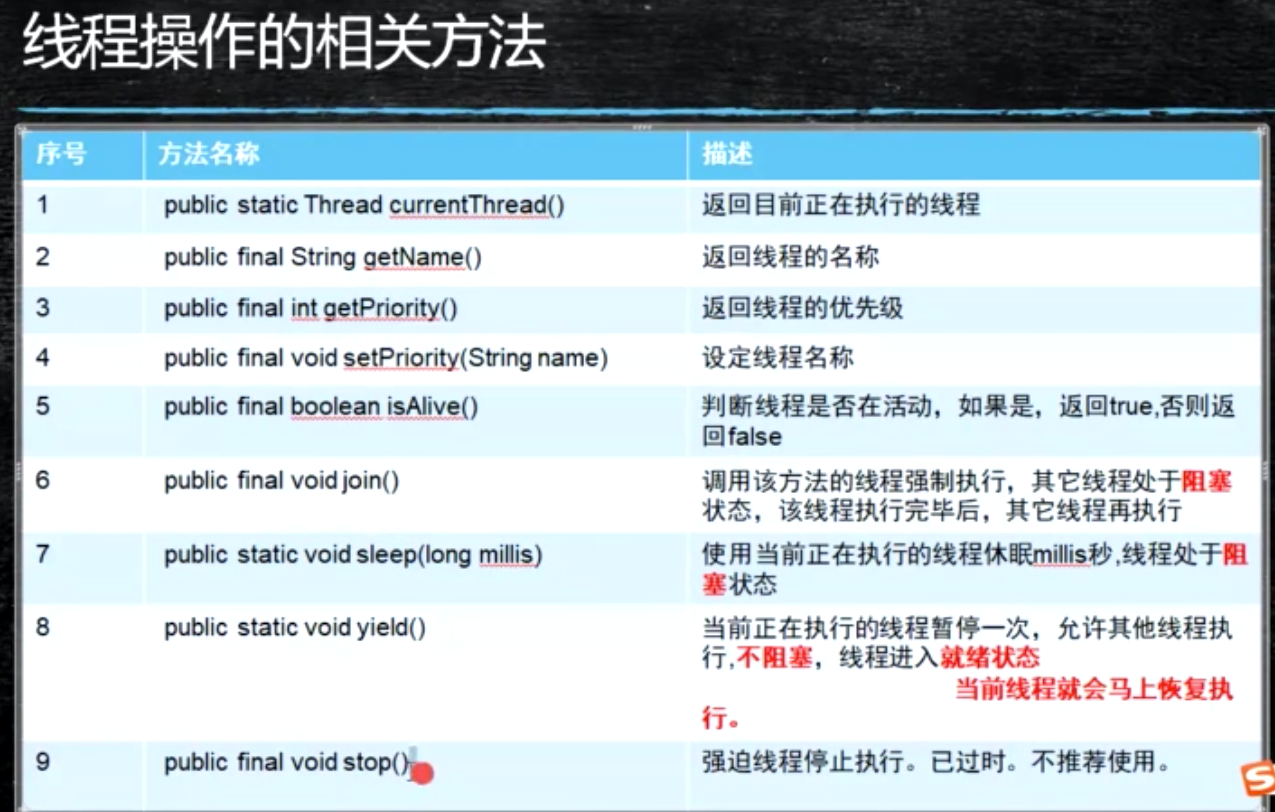 线程操作的相关方法
序号 方法名称 描述
1 public static Thread currentThread() 返回目前正在执行的线程
2 public final String getName() 返回线程的名称
3 public final int getPriority() 返回线程的优先级
4 public final void setPriority(String name) 设定线程名称
5 public final boolean isAlive() 判断线程是否在活动，如果是，返回true,否则返
回false
6 public final void join() 调用该方法的线程强制执行，其它线程处于阻塞
状态，该线程执行完毕后，其它线程再执行
7 public static void sleep(long millis) 使用当前正在执行的线程休眠millis秒,线程处于阻
塞状态
8 public static void yield() 当前正在执行的线程暂停一次，允许其他线程执
行,不阻塞，线程进入就绪状态
当前线程就会马上恢复执
行。
9 public final void stop() 强迫线程停止执行。已过时。不推荐使用。
S